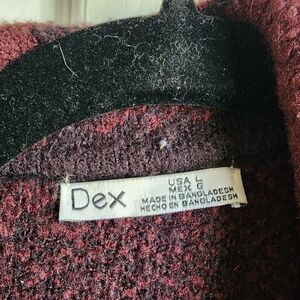 Dex
USA L
MEX G
MADE IN BANGLADESH
HECHO EN BANGLADESH